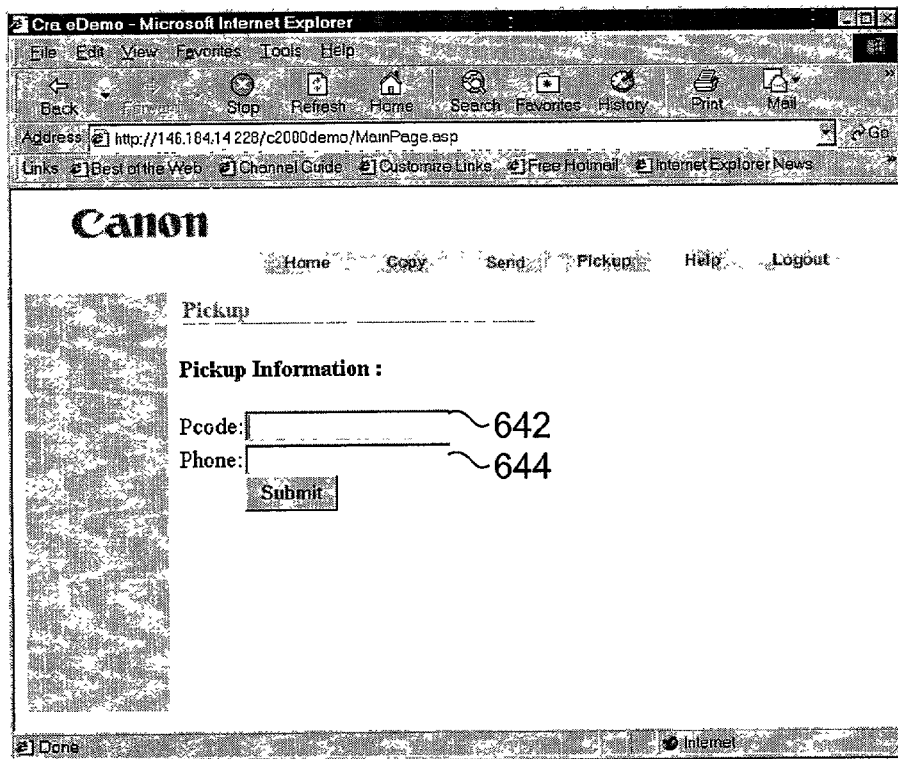 Cra eDemo - Microsoft Internet Explorer
File Edit View Favorites Tools Help
Back Forward Stop Refresh Home Search Favorites History Print Mail »
Address http://146.184.14.228/c2000demo/MainPage.asp Go
Links Best of the Web Channel Guide Customize Links Free Hotmail Internet Explorer News »
Canon
Home Copy Send Pickup Help Logout
Pickup
Pickup Information :
Pcode: 642
Phone: 644
Submit
Done Internet